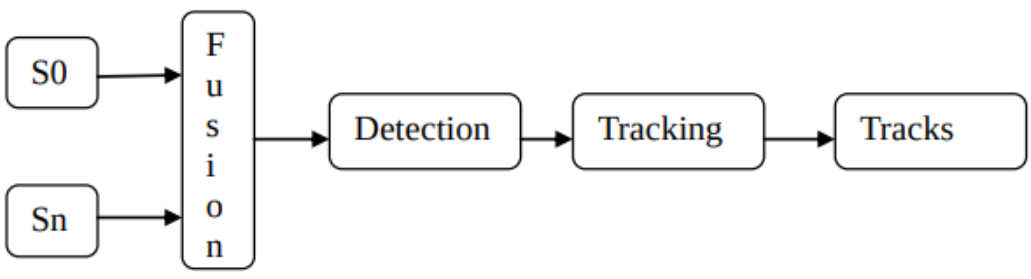 S0
Sn
F
u
s
i
o
n
Detection
Tracking
Tracks